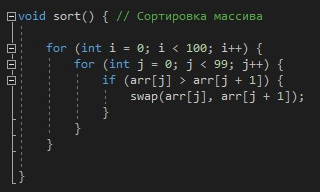 void sort() { // Сортировка массива
for (int i = 0; i < 100; i++) {
for (int j = 0; j < 99; j++) {
if (arr[j] > arr[j + 1]) {
swap(arr[j], arr[j + 1]);
}
}
}
}